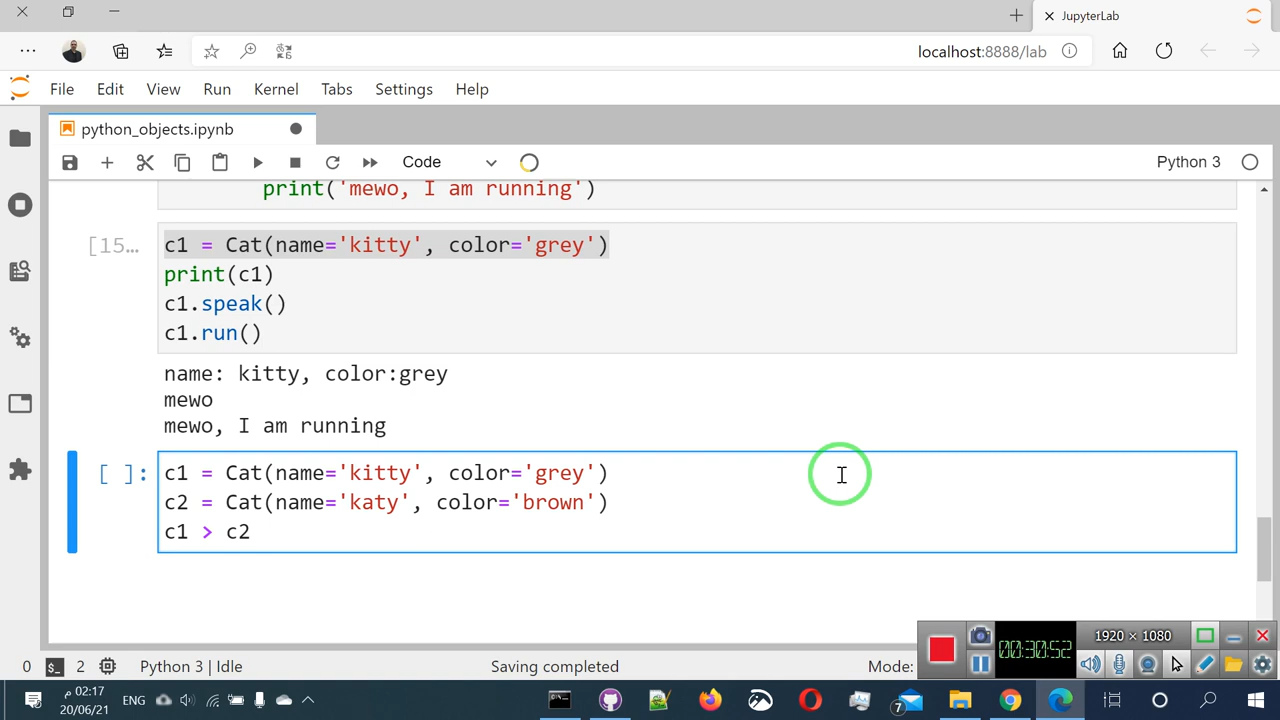 JupyterLab
localhost:8888/lab
File Edit View Run Kernel Tabs Settings Help
python_objects.ipynb
Code
Python 3
print('mewo, I am running')
[15…
c1 = Cat(name='kitty', color='grey')
print(c1)
c1.speak()
c1.run()
name: kitty, color:grey
mewo
mewo, I am running
[ ]:
c1 = Cat(name='kitty', color='grey')
c2 = Cat(name='katy', color='brown')
c1 > c2
1920 × 1080
00:30:52
0 $_ 2 Python 3 | Idle Saving completed Mode:
02:17 م
20/06/21
ENG
7